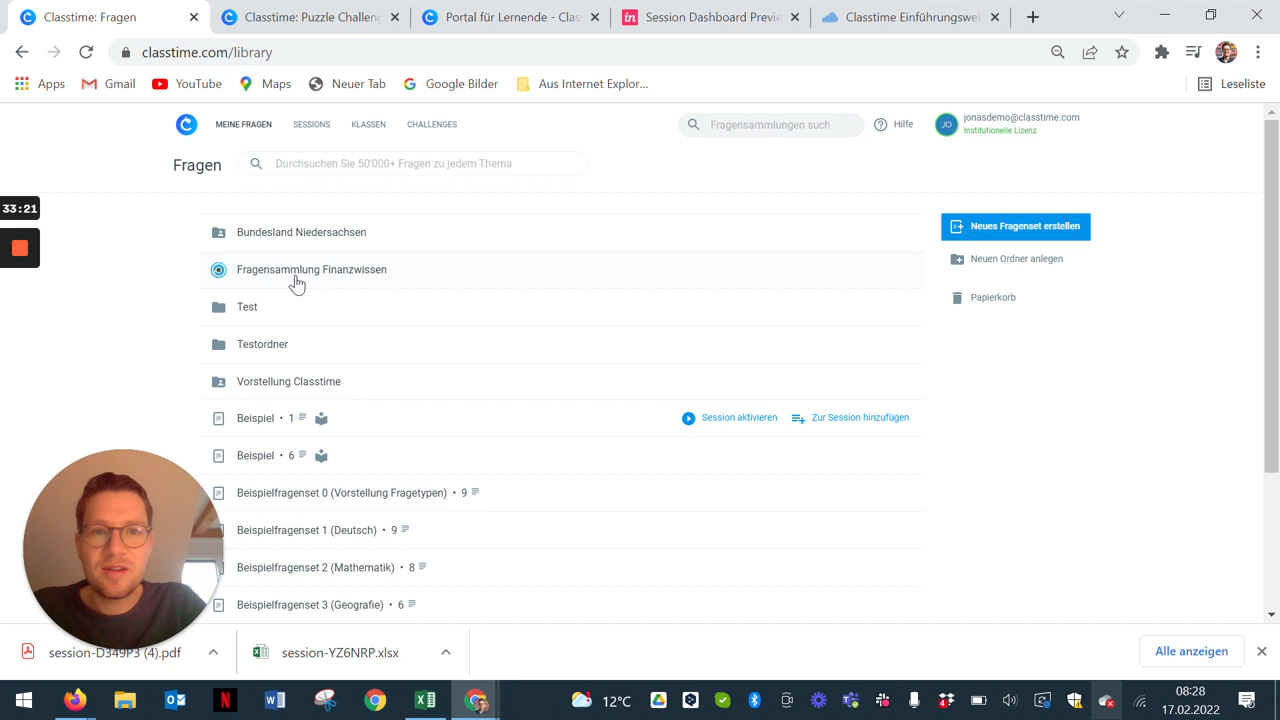 Classtime: Fragen
Classtime: Puzzle Challeng
Portal für Lernende - Clas
in
Session Dashboard Previe
Classtime Einführungsweb
classtime.com/library
Apps
Gmail
YouTube
Maps
Neuer Tab
Google Bilder
Aus Internet Explor...
Leseliste
MEINE FRAGEN
SESSIONS
KLASSEN
CHALLENGES
Fragensammlungen such
Hilfe
JO
jonasdemo@classtime.com
Institutionelle Lizenz
Fragen
Durchsuchen Sie 50'000+ Fragen zu jedem Thema
33:21
Bundesland Niedersachsen
Neues Fragenset erstellen
Fragensammlung Finanzwissen
Neuen Ordner anlegen
Test
Papierkorb
Testordner
Vorstellung Classtime
Beispiel • 1
Session aktivieren
Zur Session hinzufügen
Beispiel • 6
Beispielfragenset 0 (Vorstellung Fragetypen) • 9
Beispielfragenset 1 (Deutsch) • 9
Beispielfragenset 2 (Mathematik) • 8
Beispielfragenset 3 (Geografie) • 6
session-D349P3 (4).pdf
session-YZ6NRP.xlsx
Alle anzeigen
12°C
08:28
17.02.2022